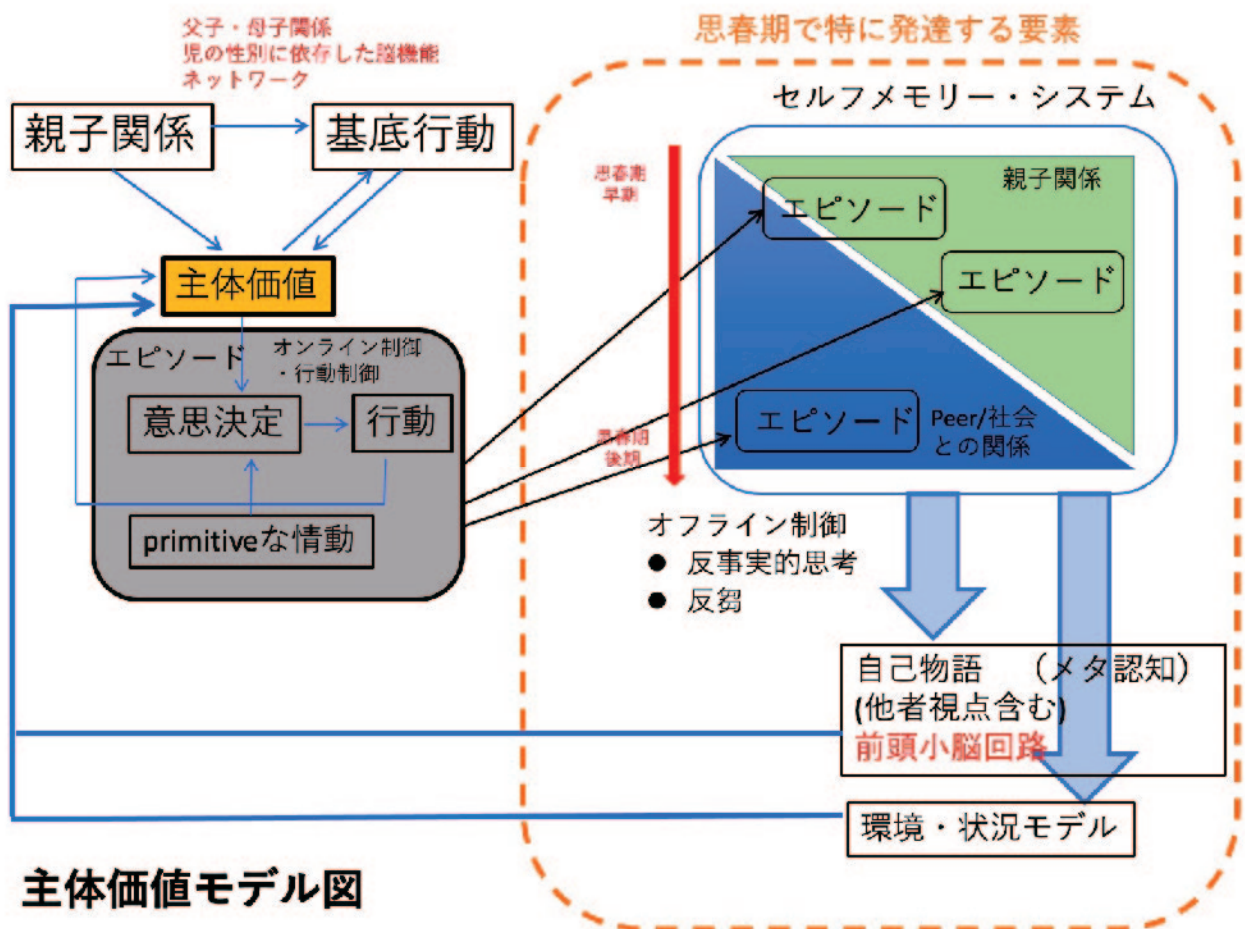 父子・母子関係
児の性別に依存した脳機能
ネットワーク
親子関係
基底行動
主体価値
エピソード
オンライン制御
・行動制御
意思決定
行動
primitiveな情動
思春期で特に発達する要素
セルフメモリー・システム
思春期
早期
親子関係
エピソード
エピソード
エピソード
Peer/社会
との関係
思春期
後期
オフライン制御
● 反事実的思考
● 反芻
自己物語 （メタ認知）
(他者視点含む)
前頭小脳回路
環境・状況モデル
主体価値モデル図